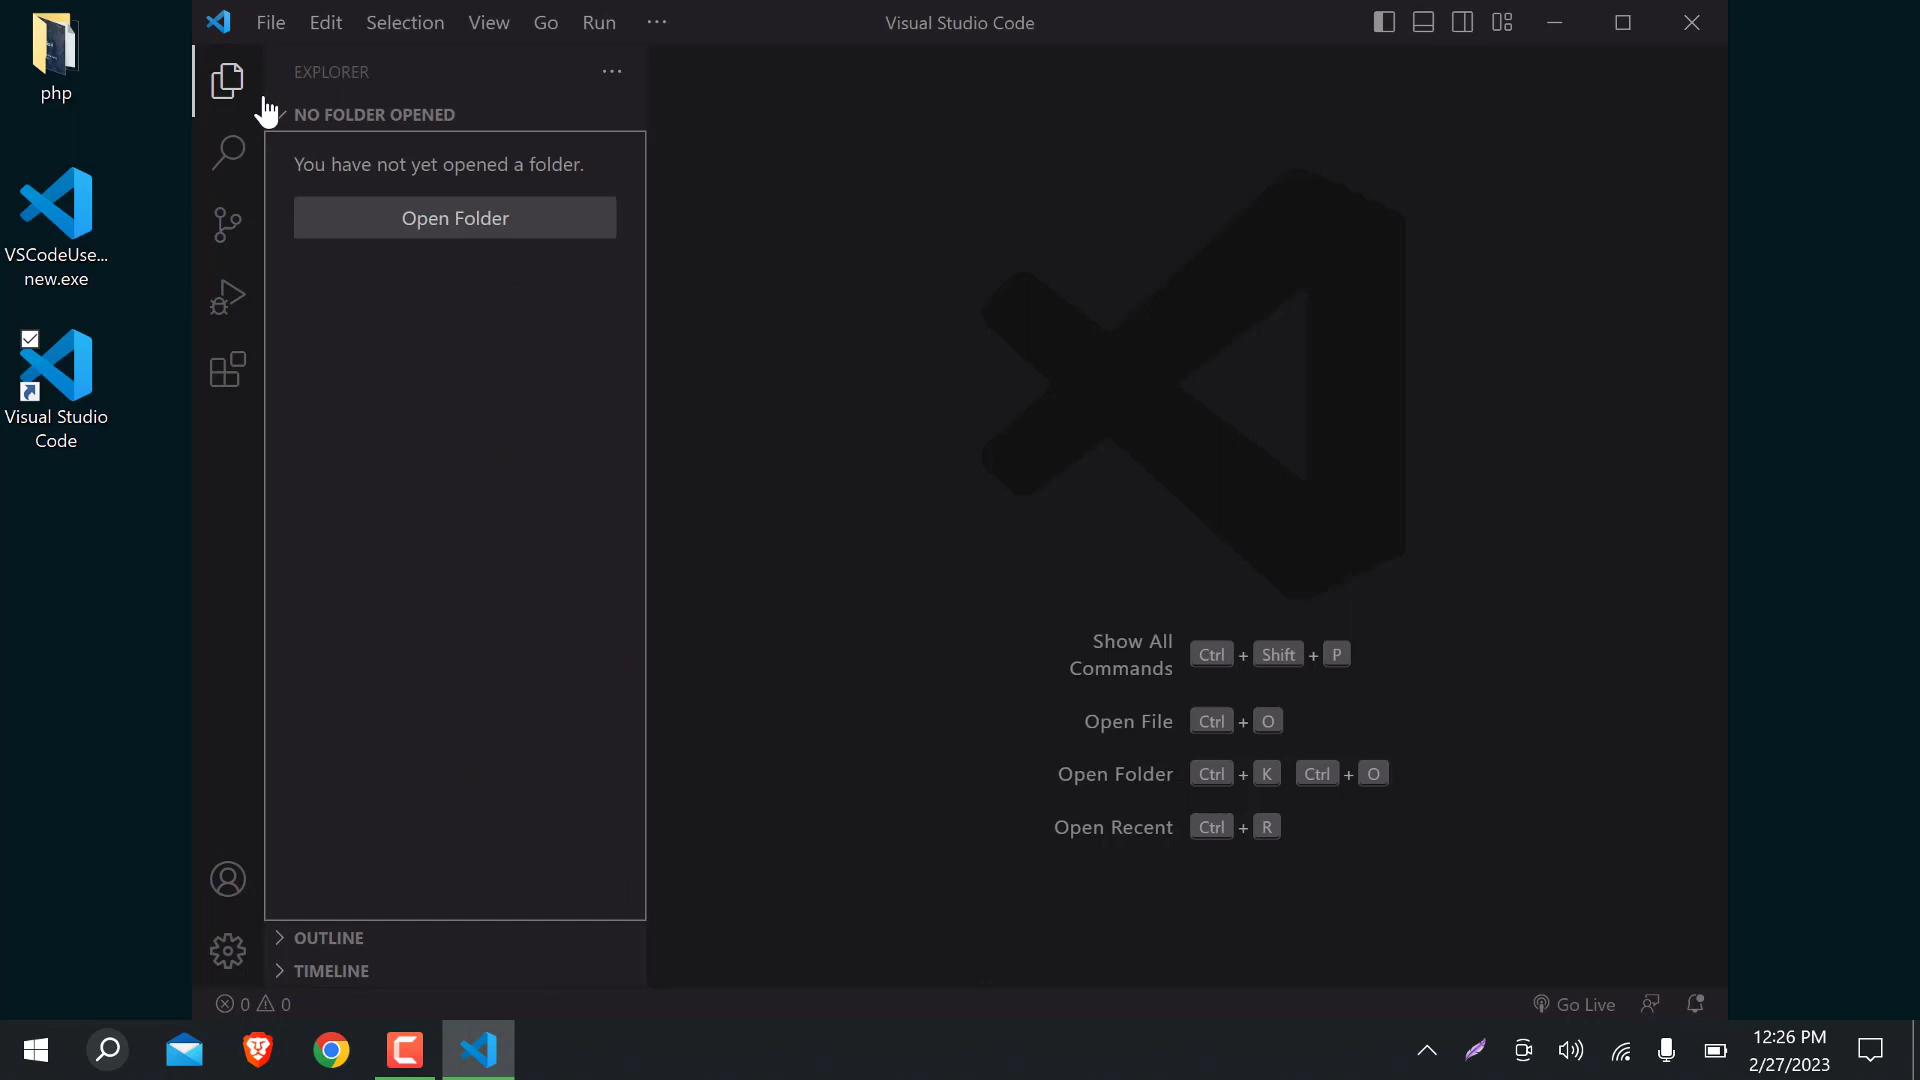 php
VSCodeUse...
new.exe
Visual Studio
Code
File Edit Selection View Go Run ···
Visual Studio Code
EXPLORER ···
NO FOLDER OPENED
You have not yet opened a folder.
Open Folder
Show All
Commands
Ctrl + Shift + P
Open File Ctrl + O
Open Folder Ctrl + K Ctrl + O
Open Recent Ctrl + R
OUTLINE
TIMELINE
0 0
Go Live
12:26 PM
2/27/2023